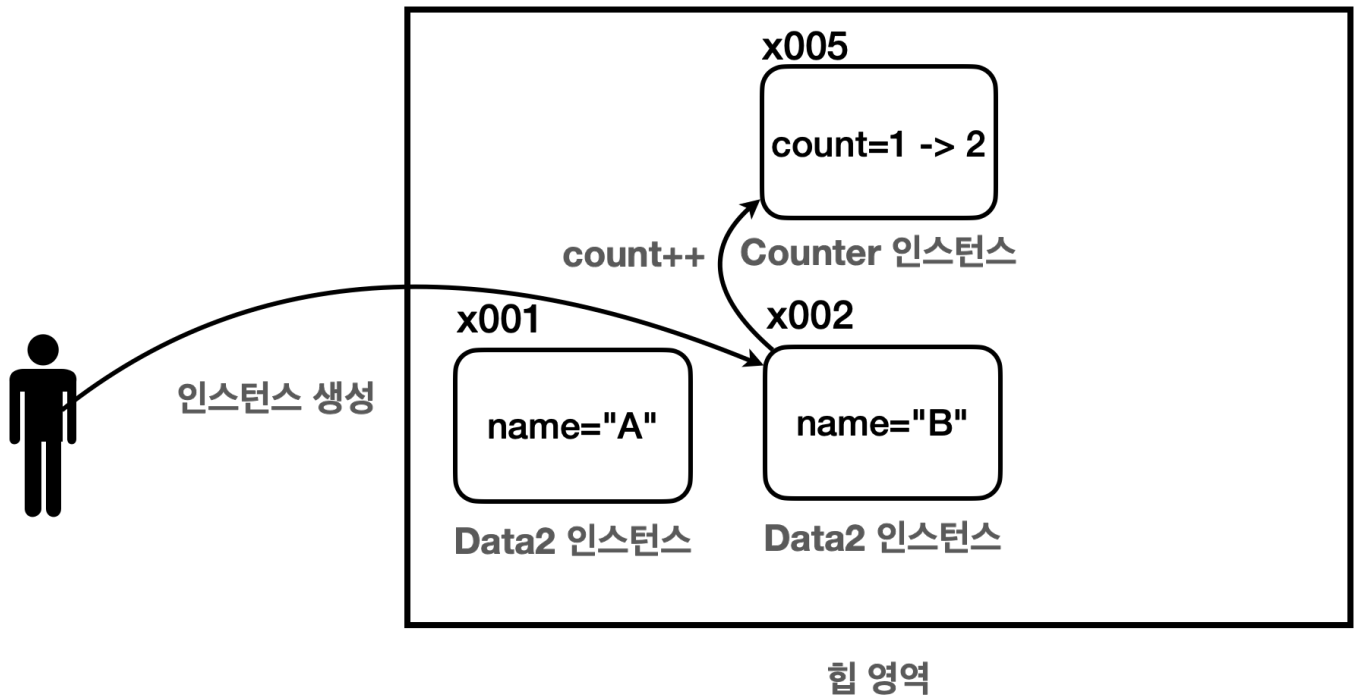 x005
count=1 -> 2
count++
Counter 인스턴스
x001
x002
인스턴스 생성
name="A"
name="B"
Data2 인스턴스
Data2 인스턴스
힙 영역